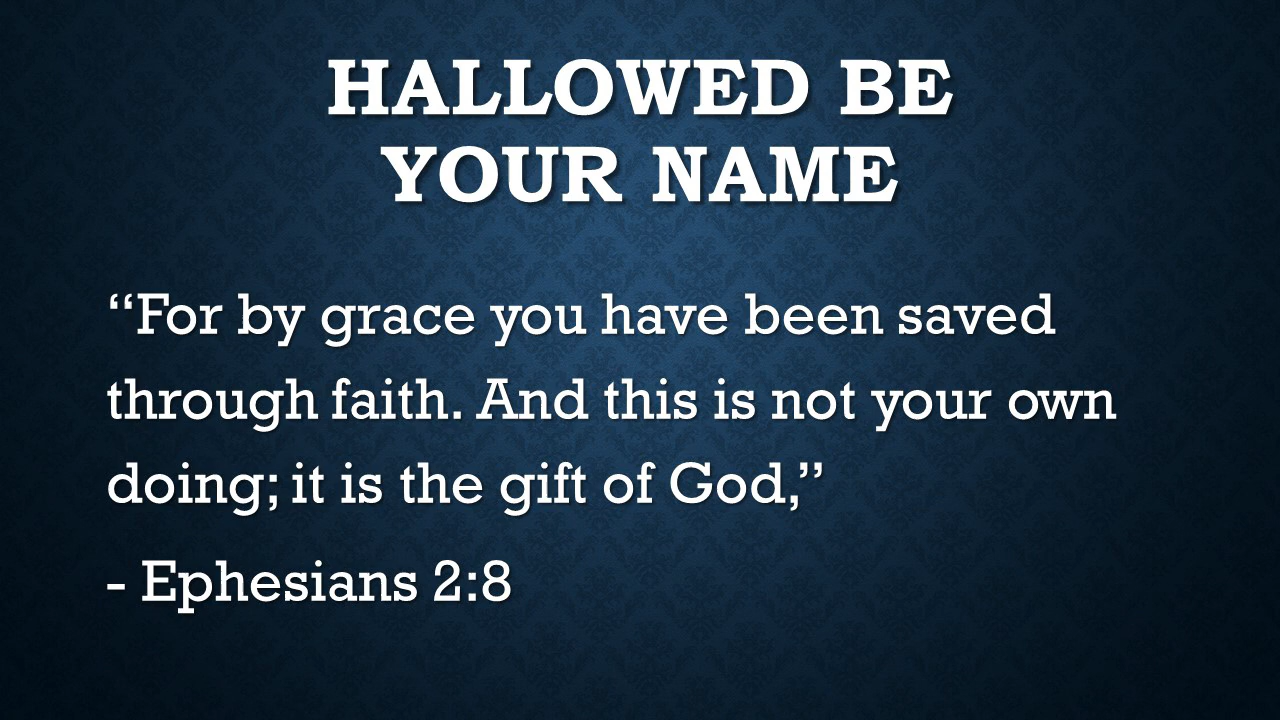 HALLOWED BE
YOUR NAME
“For by grace you have been saved
through faith. And this is not your own
doing; it is the gift of God,”
- Ephesians 2:8